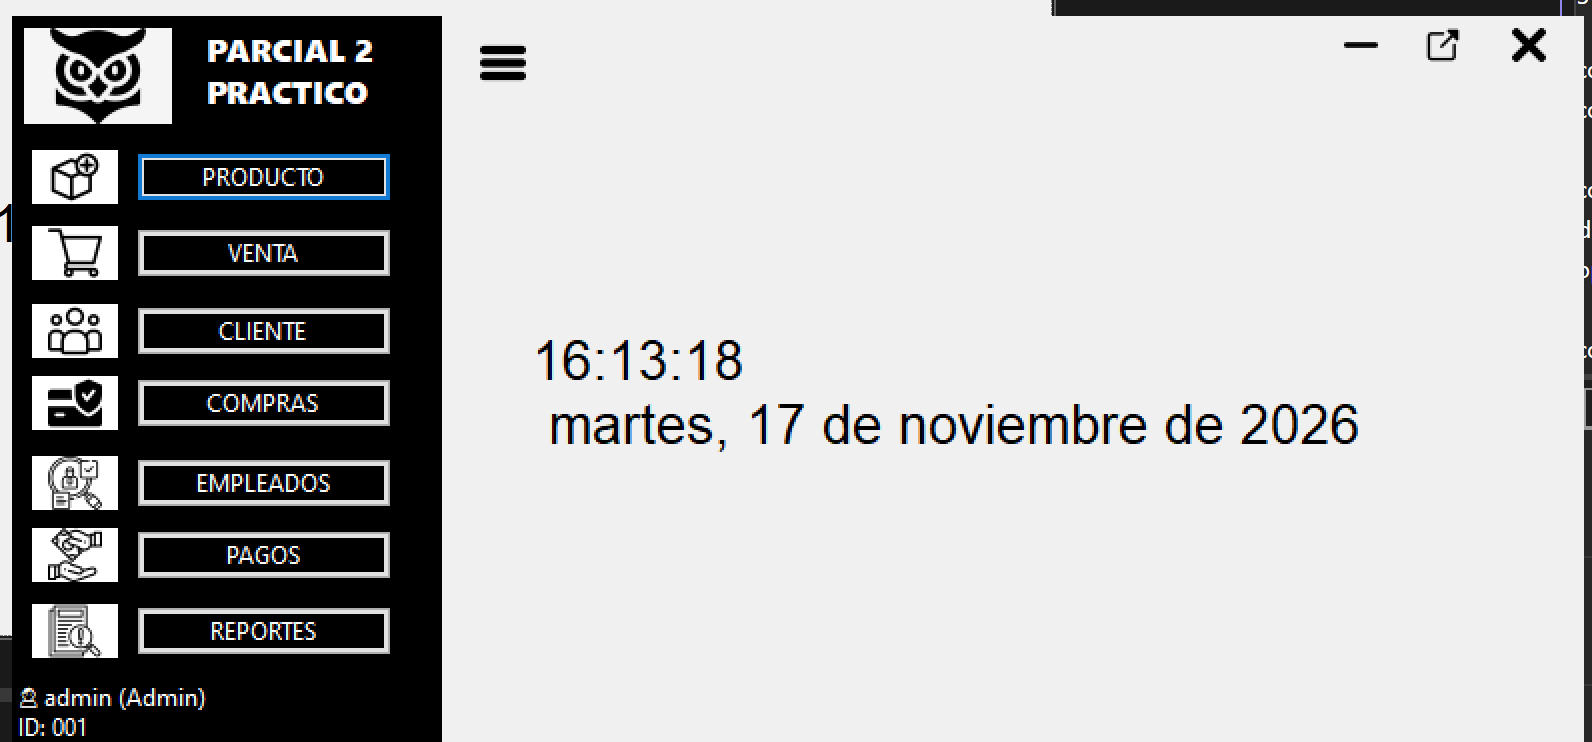 PARCIAL 2
PRACTICO
PRODUCTO
VENTA
CLIENTE
COMPRAS
EMPLEADOS
PAGOS
REPORTES
admin (Admin)
ID: 001
16:13:18
martes, 17 de noviembre de 2026